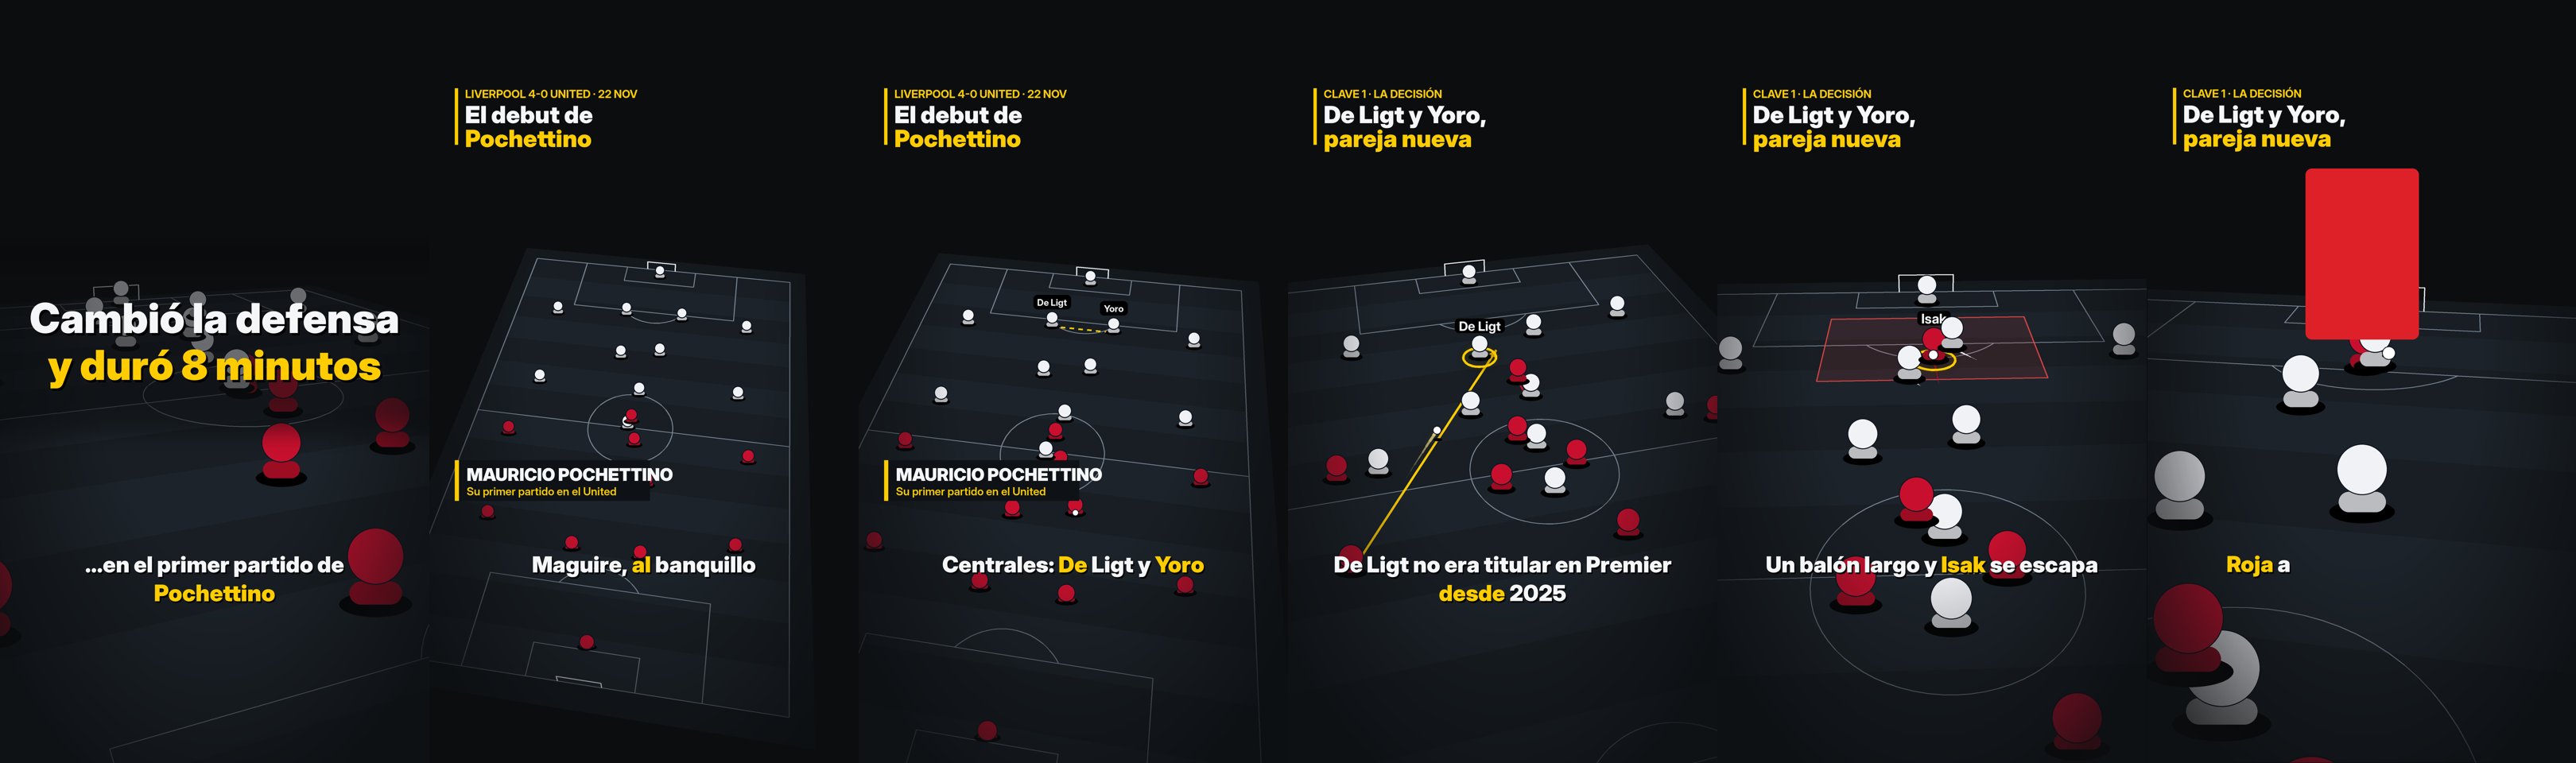 Cambió la defensa
y duró 8 minutos
...en el primer partido de
Pochettino
LIVERPOOL 4-0 UNITED · 22 NOV
El debut de
Pochettino
MAURICIO POCHETTINO
Su primer partido en el United
Maguire, al banquillo
LIVERPOOL 4-0 UNITED · 22 NOV
El debut de
Pochettino
De Ligt
Yoro
MAURICIO POCHETTINO
Su primer partido en el United
Centrales: De Ligt y Yoro
CLAVE 1 · LA DECISIÓN
De Ligt y Yoro,
pareja nueva
De Ligt
De Ligt no era titular en Premier
desde 2025
CLAVE 1 · LA DECISIÓN
De Ligt y Yoro,
pareja nueva
Isak
Un balón largo y Isak se escapa
CLAVE 1 · LA DECISIÓN
De Ligt y Yoro,
pareja nueva
Roja a